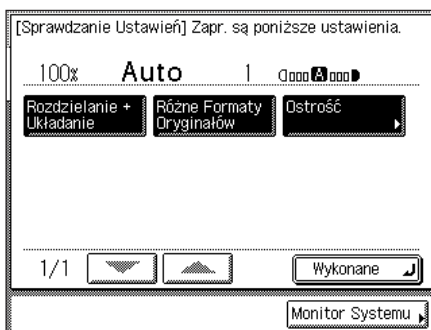 [Sprawdzanie Ustawień] Zapr. są poniższe ustawienia.
100% Auto 1 A
Rozdzielanie + Układanie
Różne Formaty Oryginałów
Ostrość
1/1
Wykonane
Monitor Systemu